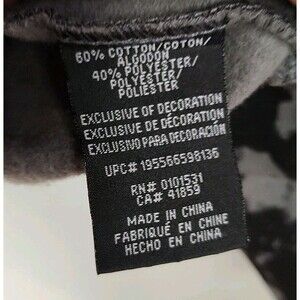 60% COTTON/COTON/
ALGODON
40% POLYESTER/
POLYESTER/
POLIESTER
EXCLUSIVE OF DECORATION
EXCLUSIVE DE DÉCORATION
EXCLUSIVO PARA DECORACIÓN
UPC# 195566598136
RN# 0101531
CA# 41859
MADE IN CHINA
FABRIQUÉ EN CHINE
HECHO EN CHINA